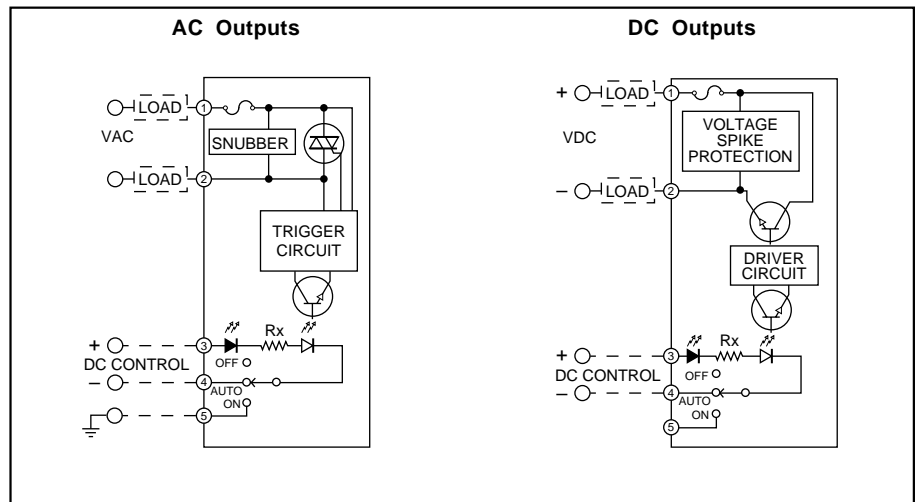 AC Outputs
LOAD
1
VAC
SNUBBER
LOAD
2
TRIGGER
CIRCUIT
+
3
Rx
DC CONTROL
OFF
−
4
AUTO
ON
5
DC Outputs
+
LOAD
1
VDC
VOLTAGE
SPIKE
PROTECTION
−
LOAD
2
DRIVER
CIRCUIT
+
3
Rx
DC CONTROL
OFF
−
4
AUTO
ON
5